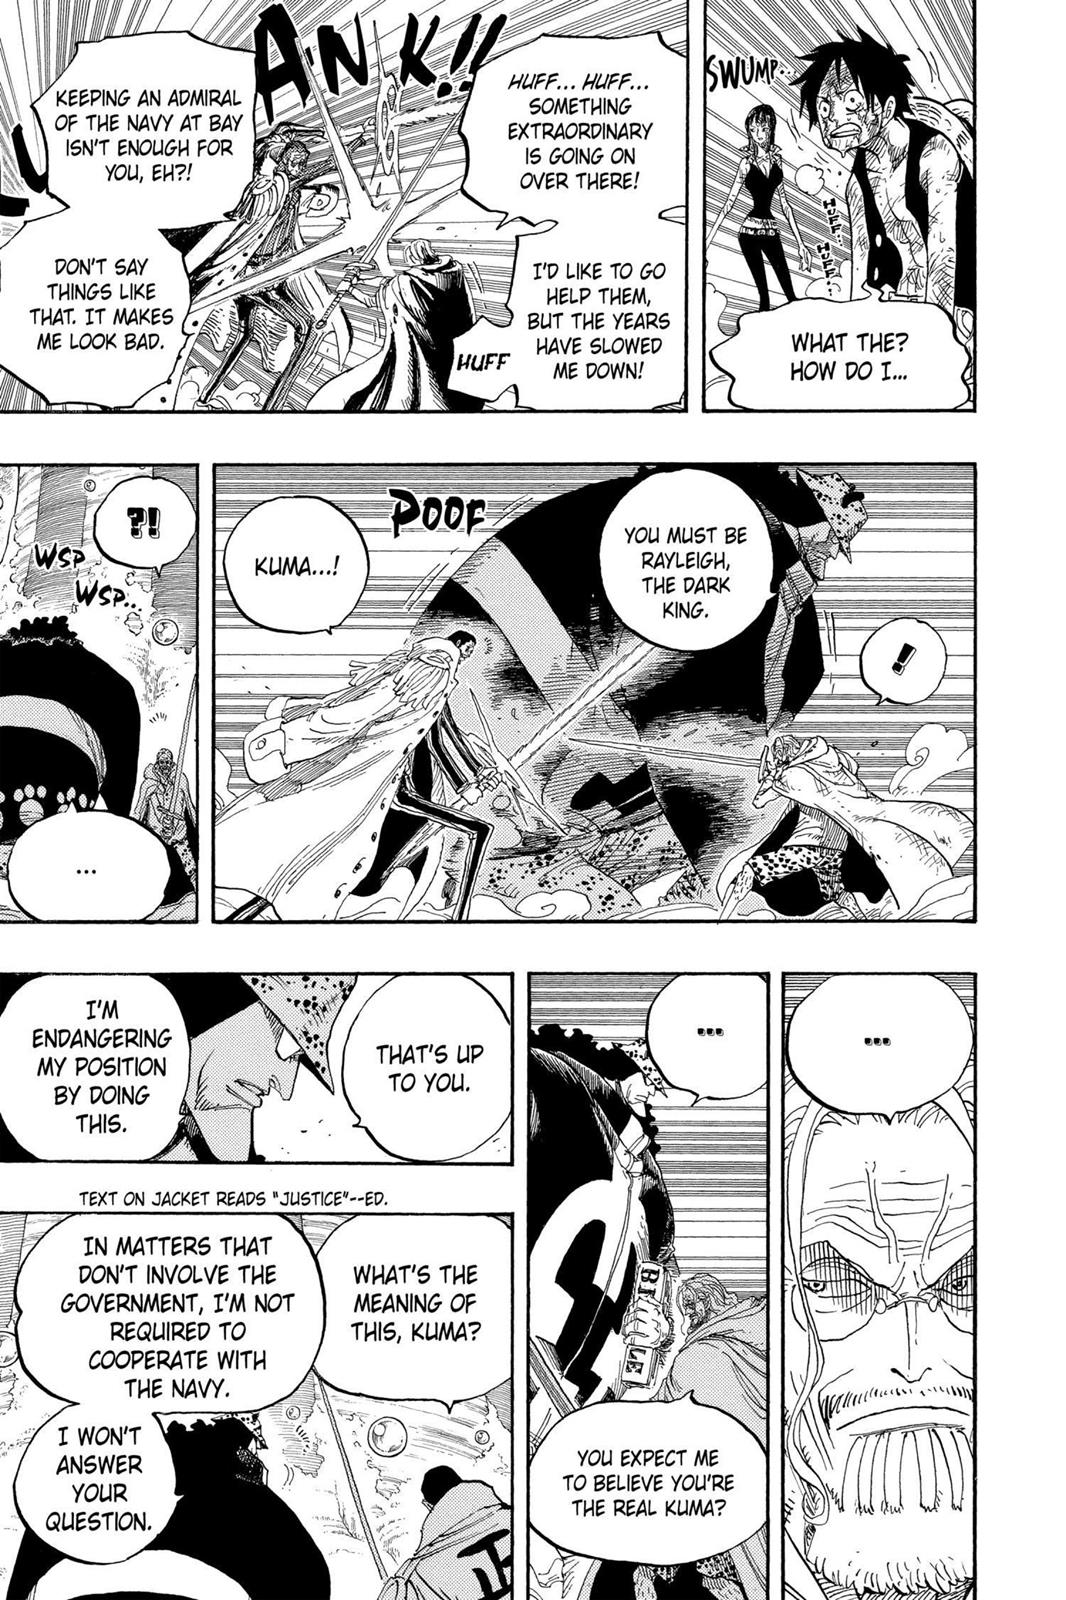 SWUMP...
HUFF...
HUFF...
WHAT THE?
HOW DO I...
ANK!!
HUFF... HUFF...
SOMETHING
EXTRAORDINARY
IS GOING ON
OVER THERE!
I'D LIKE TO GO
HELP THEM,
BUT THE YEARS
HAVE SLOWED
ME DOWN!
HUFF
KEEPING AN ADMIRAL
OF THE NAVY AT BAY
ISN'T ENOUGH FOR
YOU, EH?!
DON'T SAY
THINGS LIKE
THAT. IT MAKES
ME LOOK BAD.
YOU MUST BE
RAYLEIGH,
THE DARK
KING.
!
POOF
KUMA...!
?!
WSP
WSP...
...
...
...
BIBLE
YOU EXPECT ME
TO BELIEVE YOU'RE
THE REAL KUMA?
THAT'S UP
TO YOU.
I'M
ENDANGERING
MY POSITION
BY DOING
THIS.
TEXT ON JACKET READS "JUSTICE"--ED.
WHAT'S THE
MEANING OF
THIS, KUMA?
IN MATTERS THAT
DON'T INVOLVE THE
GOVERNMENT, I'M NOT
REQUIRED TO
COOPERATE WITH
THE NAVY.
I WON'T
ANSWER
YOUR
QUESTION.
正